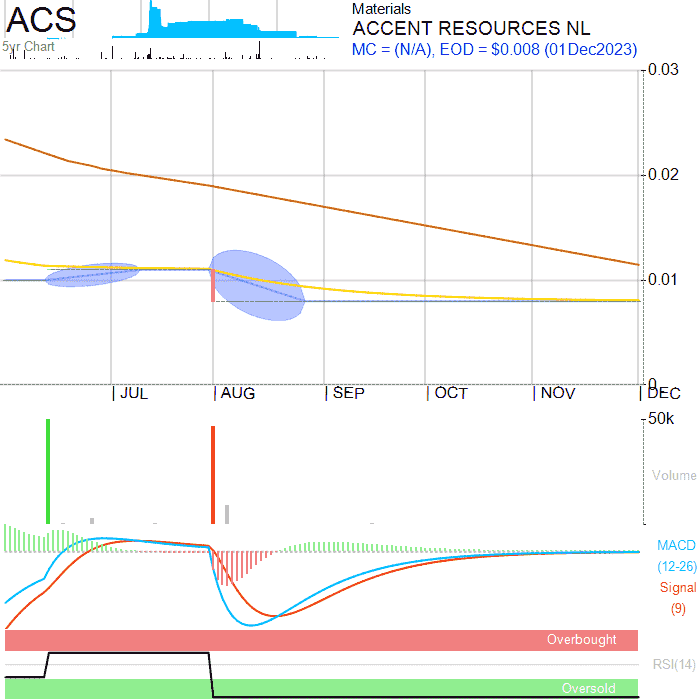 ACS
5yr Chart
Materials
ACCENT RESOURCES NL
MC = (N/A), EOD = $0.008 (01Dec2023)
0.03
0.02
0.01
0
JUL AUG SEP OCT NOV DEC
50k
Volume
MACD
(12-26)
Signal
(9)
Overbought
RSI(14)
Oversold